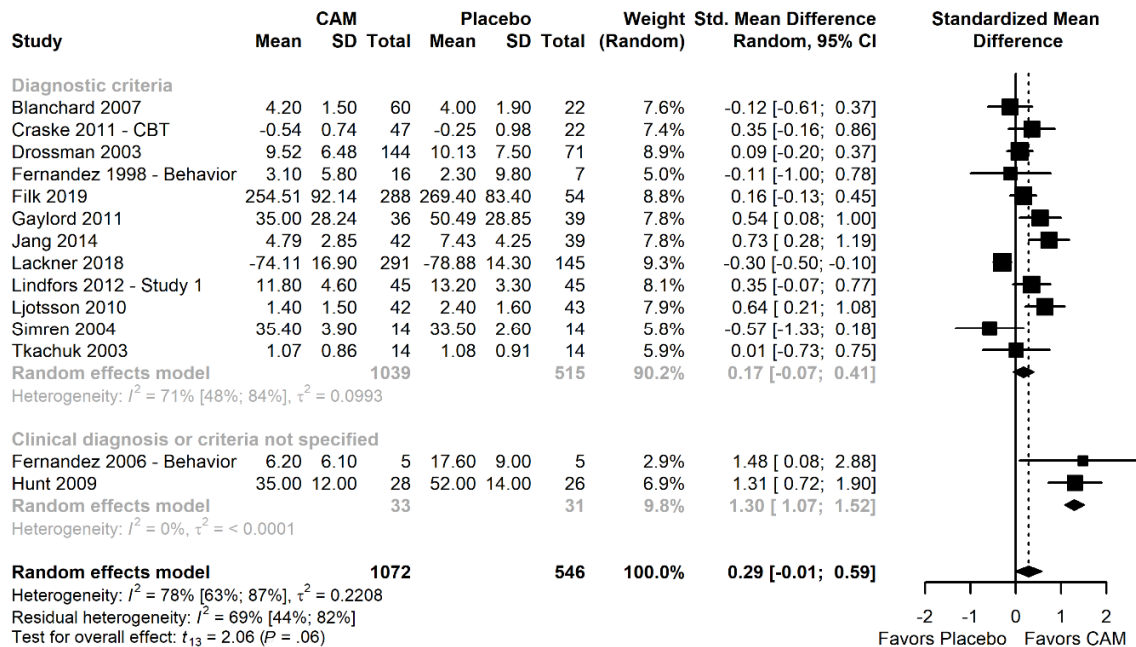 CAM Placebo Weight Std. Mean Difference Standardized Mean
Study Mean SD Total Mean SD Total (Random) Random, 95% CI Difference
Diagnostic criteria
Blanchard 2007 4.20 1.50 60 4.00 1.90 22 7.6% -0.12 [-0.61; 0.37]
Craske 2011 - CBT -0.54 0.74 47 -0.25 0.98 22 7.4% 0.35 [-0.16; 0.86]
Drossman 2003 9.52 6.48 144 10.13 7.50 71 8.9% 0.09 [-0.20; 0.37]
Fernandez 1998 - Behavior 3.10 5.80 16 2.30 9.80 7 5.0% -0.11 [-1.00; 0.78]
Filk 2019 254.51 92.14 288 269.40 83.40 54 8.8% 0.16 [-0.13; 0.45]
Gaylord 2011 35.00 28.24 36 50.49 28.85 39 7.8% 0.54 [ 0.08; 1.00]
Jang 2014 4.79 2.85 42 7.43 4.25 39 7.8% 0.73 [ 0.28; 1.19]
Lackner 2018 -74.11 16.90 291 -78.88 14.30 145 9.3% -0.30 [-0.50; -0.10]
Lindfors 2012 - Study 1 11.80 4.60 45 13.20 3.30 45 8.1% 0.35 [-0.07; 0.77]
Ljotsson 2010 1.40 1.50 42 2.40 1.60 43 7.9% 0.64 [ 0.21; 1.08]
Simren 2004 35.40 3.90 14 33.50 2.60 14 5.8% -0.57 [-1.33; 0.18]
Tkachuk 2003 1.07 0.86 14 1.08 0.91 14 5.9% 0.01 [-0.73; 0.75]
Random effects model 1039 515 90.2% 0.17 [-0.07; 0.41]
Heterogeneity: I² = 71% [48%; 84%], τ² = 0.0993
Clinical diagnosis or criteria not specified
Fernandez 2006 - Behavior 6.20 6.10 5 17.60 9.00 5 2.9% 1.48 [ 0.08; 2.88]
Hunt 2009 35.00 12.00 28 52.00 14.00 26 6.9% 1.31 [ 0.72; 1.90]
Random effects model 33 31 9.8% 1.30 [ 1.07; 1.52]
Heterogeneity: I² = 0%, τ² = < 0.0001
Random effects model 1072 546 100.0% 0.29 [-0.01; 0.59]
Heterogeneity: I² = 78% [63%; 87%], τ² = 0.2208
Residual heterogeneity: I² = 69% [44%; 82%]
Test for overall effect: t₁₃ = 2.06 (P = .06)
-2 -1 0 1 2
Favors Placebo Favors CAM